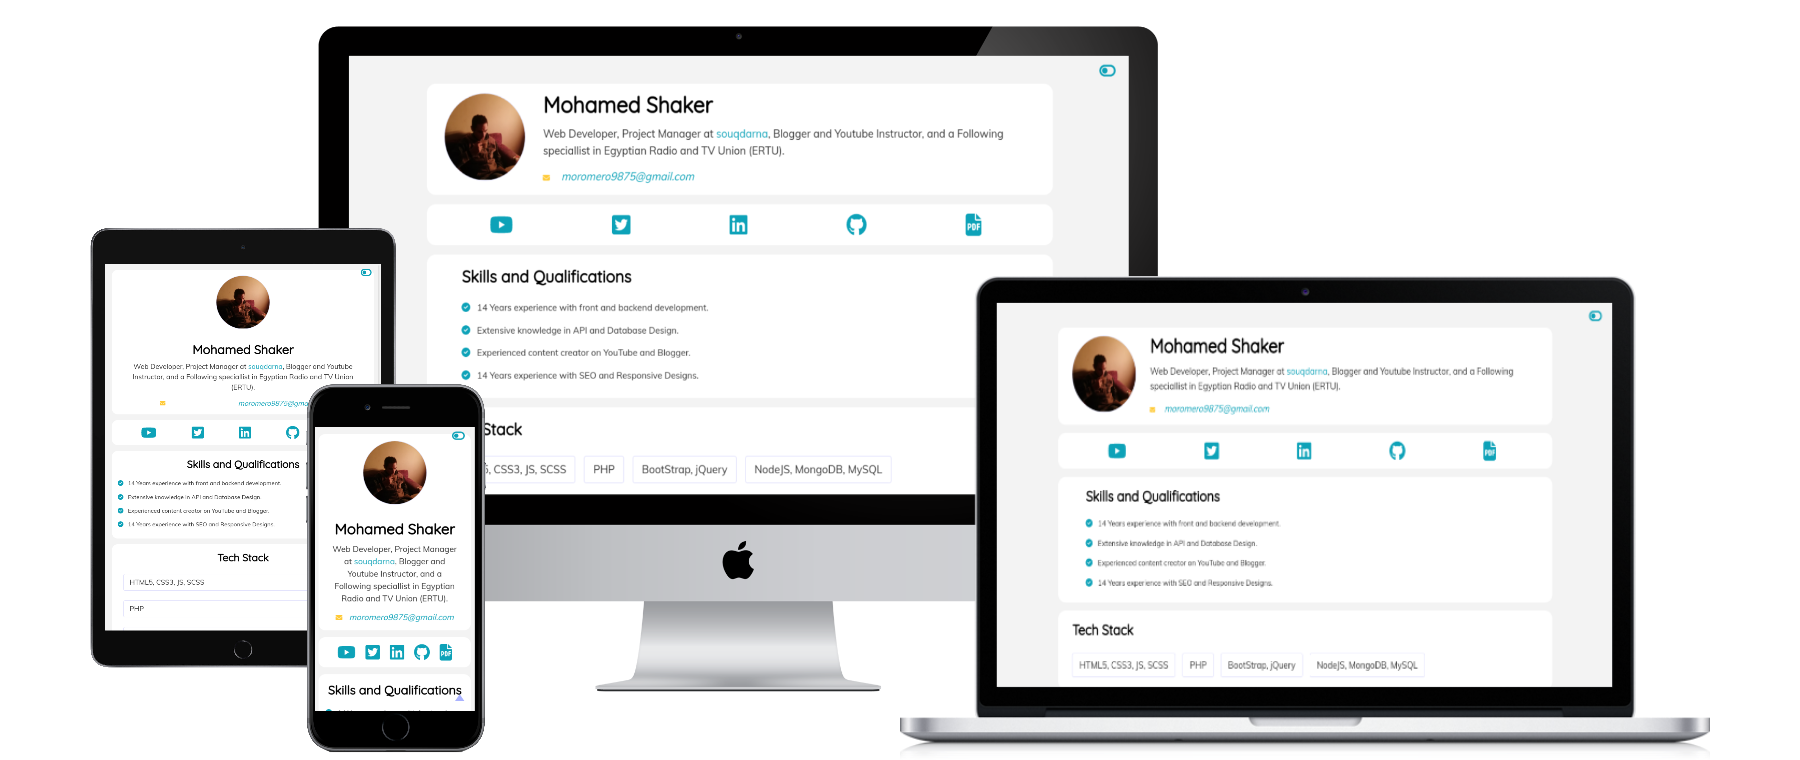 Mohamed Shaker
Web Developer, Project Manager at souqdarna, Blogger and Youtube Instructor, and a Following
speciallist in Egyptian Radio and TV Union (ERTU).
moromero9875@gmail.com
PDF
Skills and Qualifications
14 Years experience with front and backend development.
Extensive knowledge in API and Database Design.
Experienced content creator on YouTube and Blogger.
14 Years experience with SEO and Responsive Designs.
Stack
, CSS3, JS, SCSS
PHP
BootStrap, jQuery
NodeJS, MongoDB, MySQL
Mohamed Shaker
Web Developer, Project Manager at souqdarna, Blogger and Youtube
Instructor, and a Following speciallist in Egyptian Radio and TV Union
(ERTU).
moromero9875@gma
Skills and Qualifications
14 Years experience with front and backend development.
Extensive knowledge in API and Database Design.
Experienced content creator on YouTube and Blogger.
14 Years experience with SEO and Responsive Designs.
Tech Stack
HTML5, CSS3, JS, SCSS
PHP
Mohamed Shaker
Web Developer, Project Manager
at souqdarna, Blogger and
Youtube Instructor, and a
Following speciallist in Egyptian
Radio and TV Union (ERTU).
moromero9875@gmail.com
PDF
Skills and Qualifications
Mohamed Shaker
Web Developer, Project Manager at souqdarna, Blogger and Youtube Instructor, and a Following
speciallist in Egyptian Radio and TV Union (ERTU).
moromero9875@gmail.com
PDF
Skills and Qualifications
14 Years experience with front and backend development.
Extensive knowledge in API and Database Design.
Experienced content creator on YouTube and Blogger.
14 Years experience with SEO and Responsive Designs.
Tech Stack
HTML5, CSS3, JS, SCSS
PHP
BootStrap, jQuery
NodeJS, MongoDB, MySQL